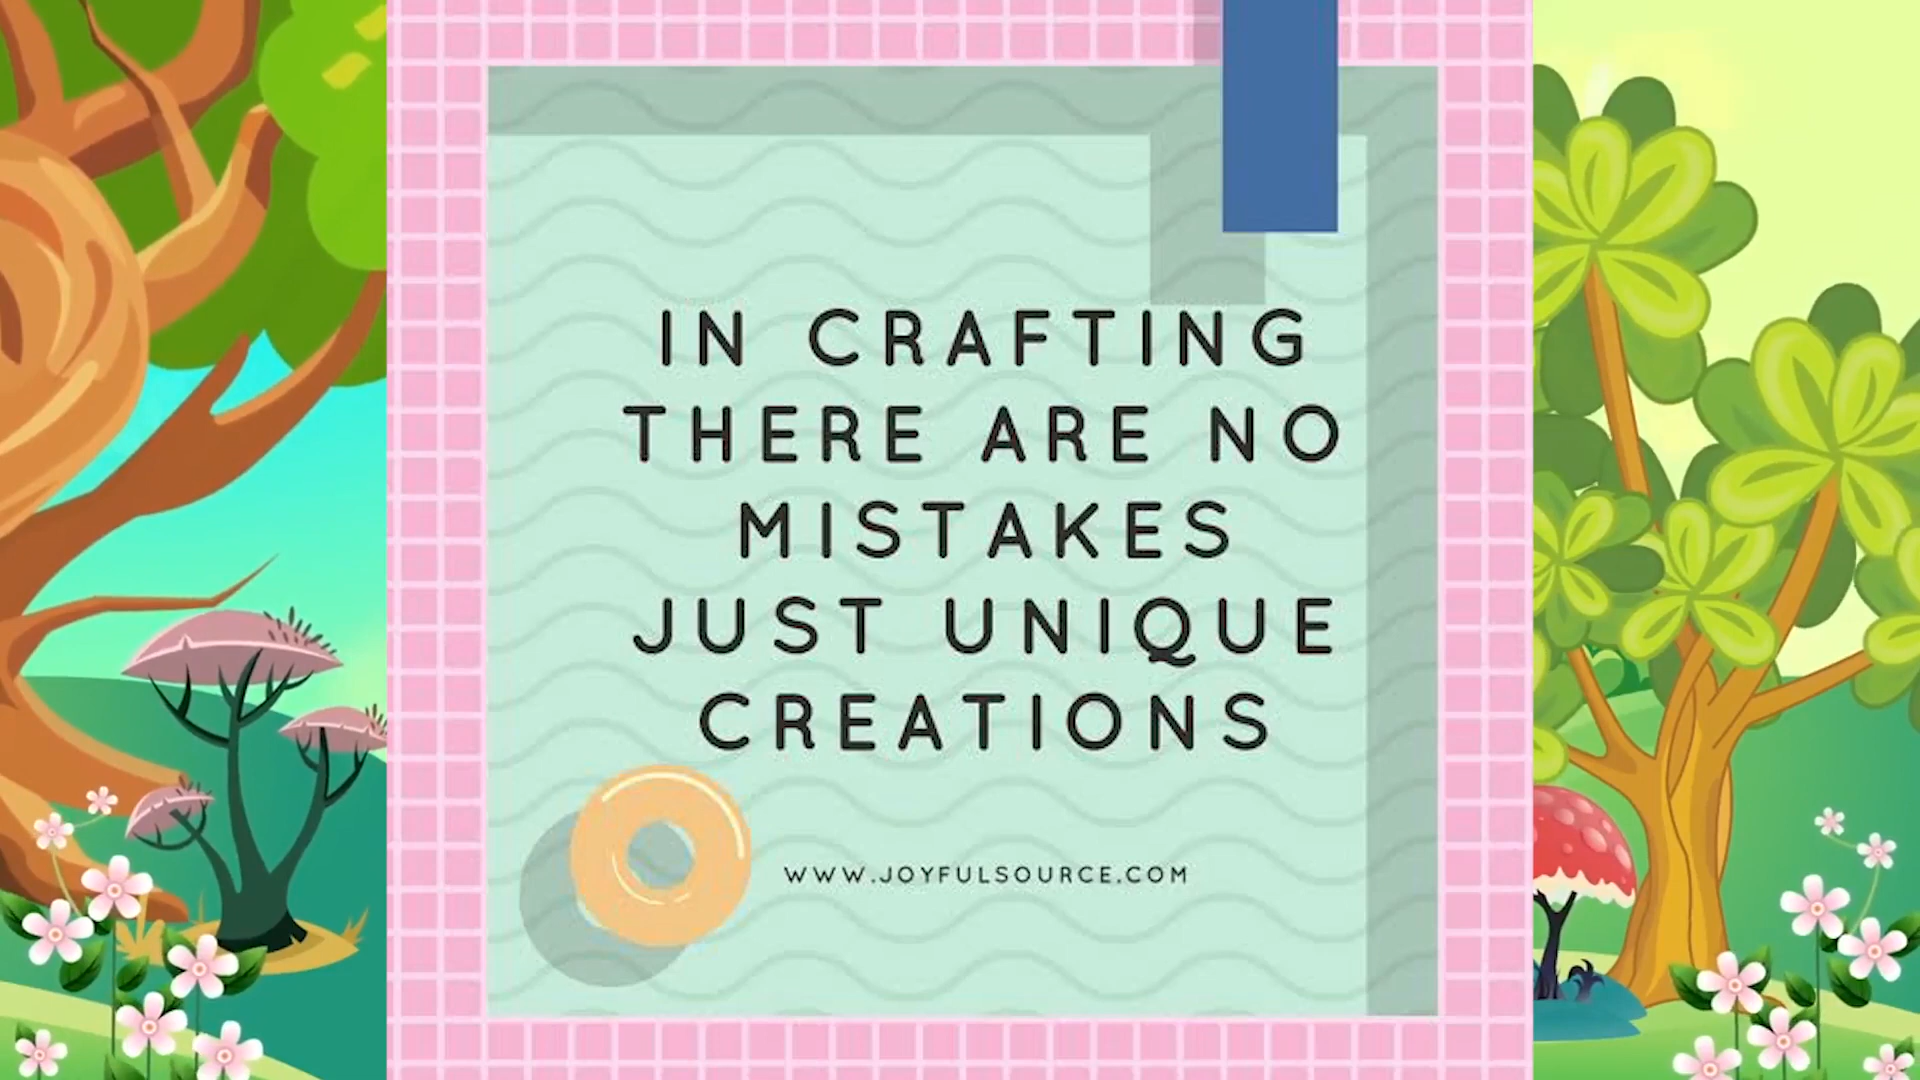 IN CRAFTING
THERE ARE NO
MISTAKES
JUST UNIQUE
CREATIONS
WWW.JOYFULSOURCE.COM